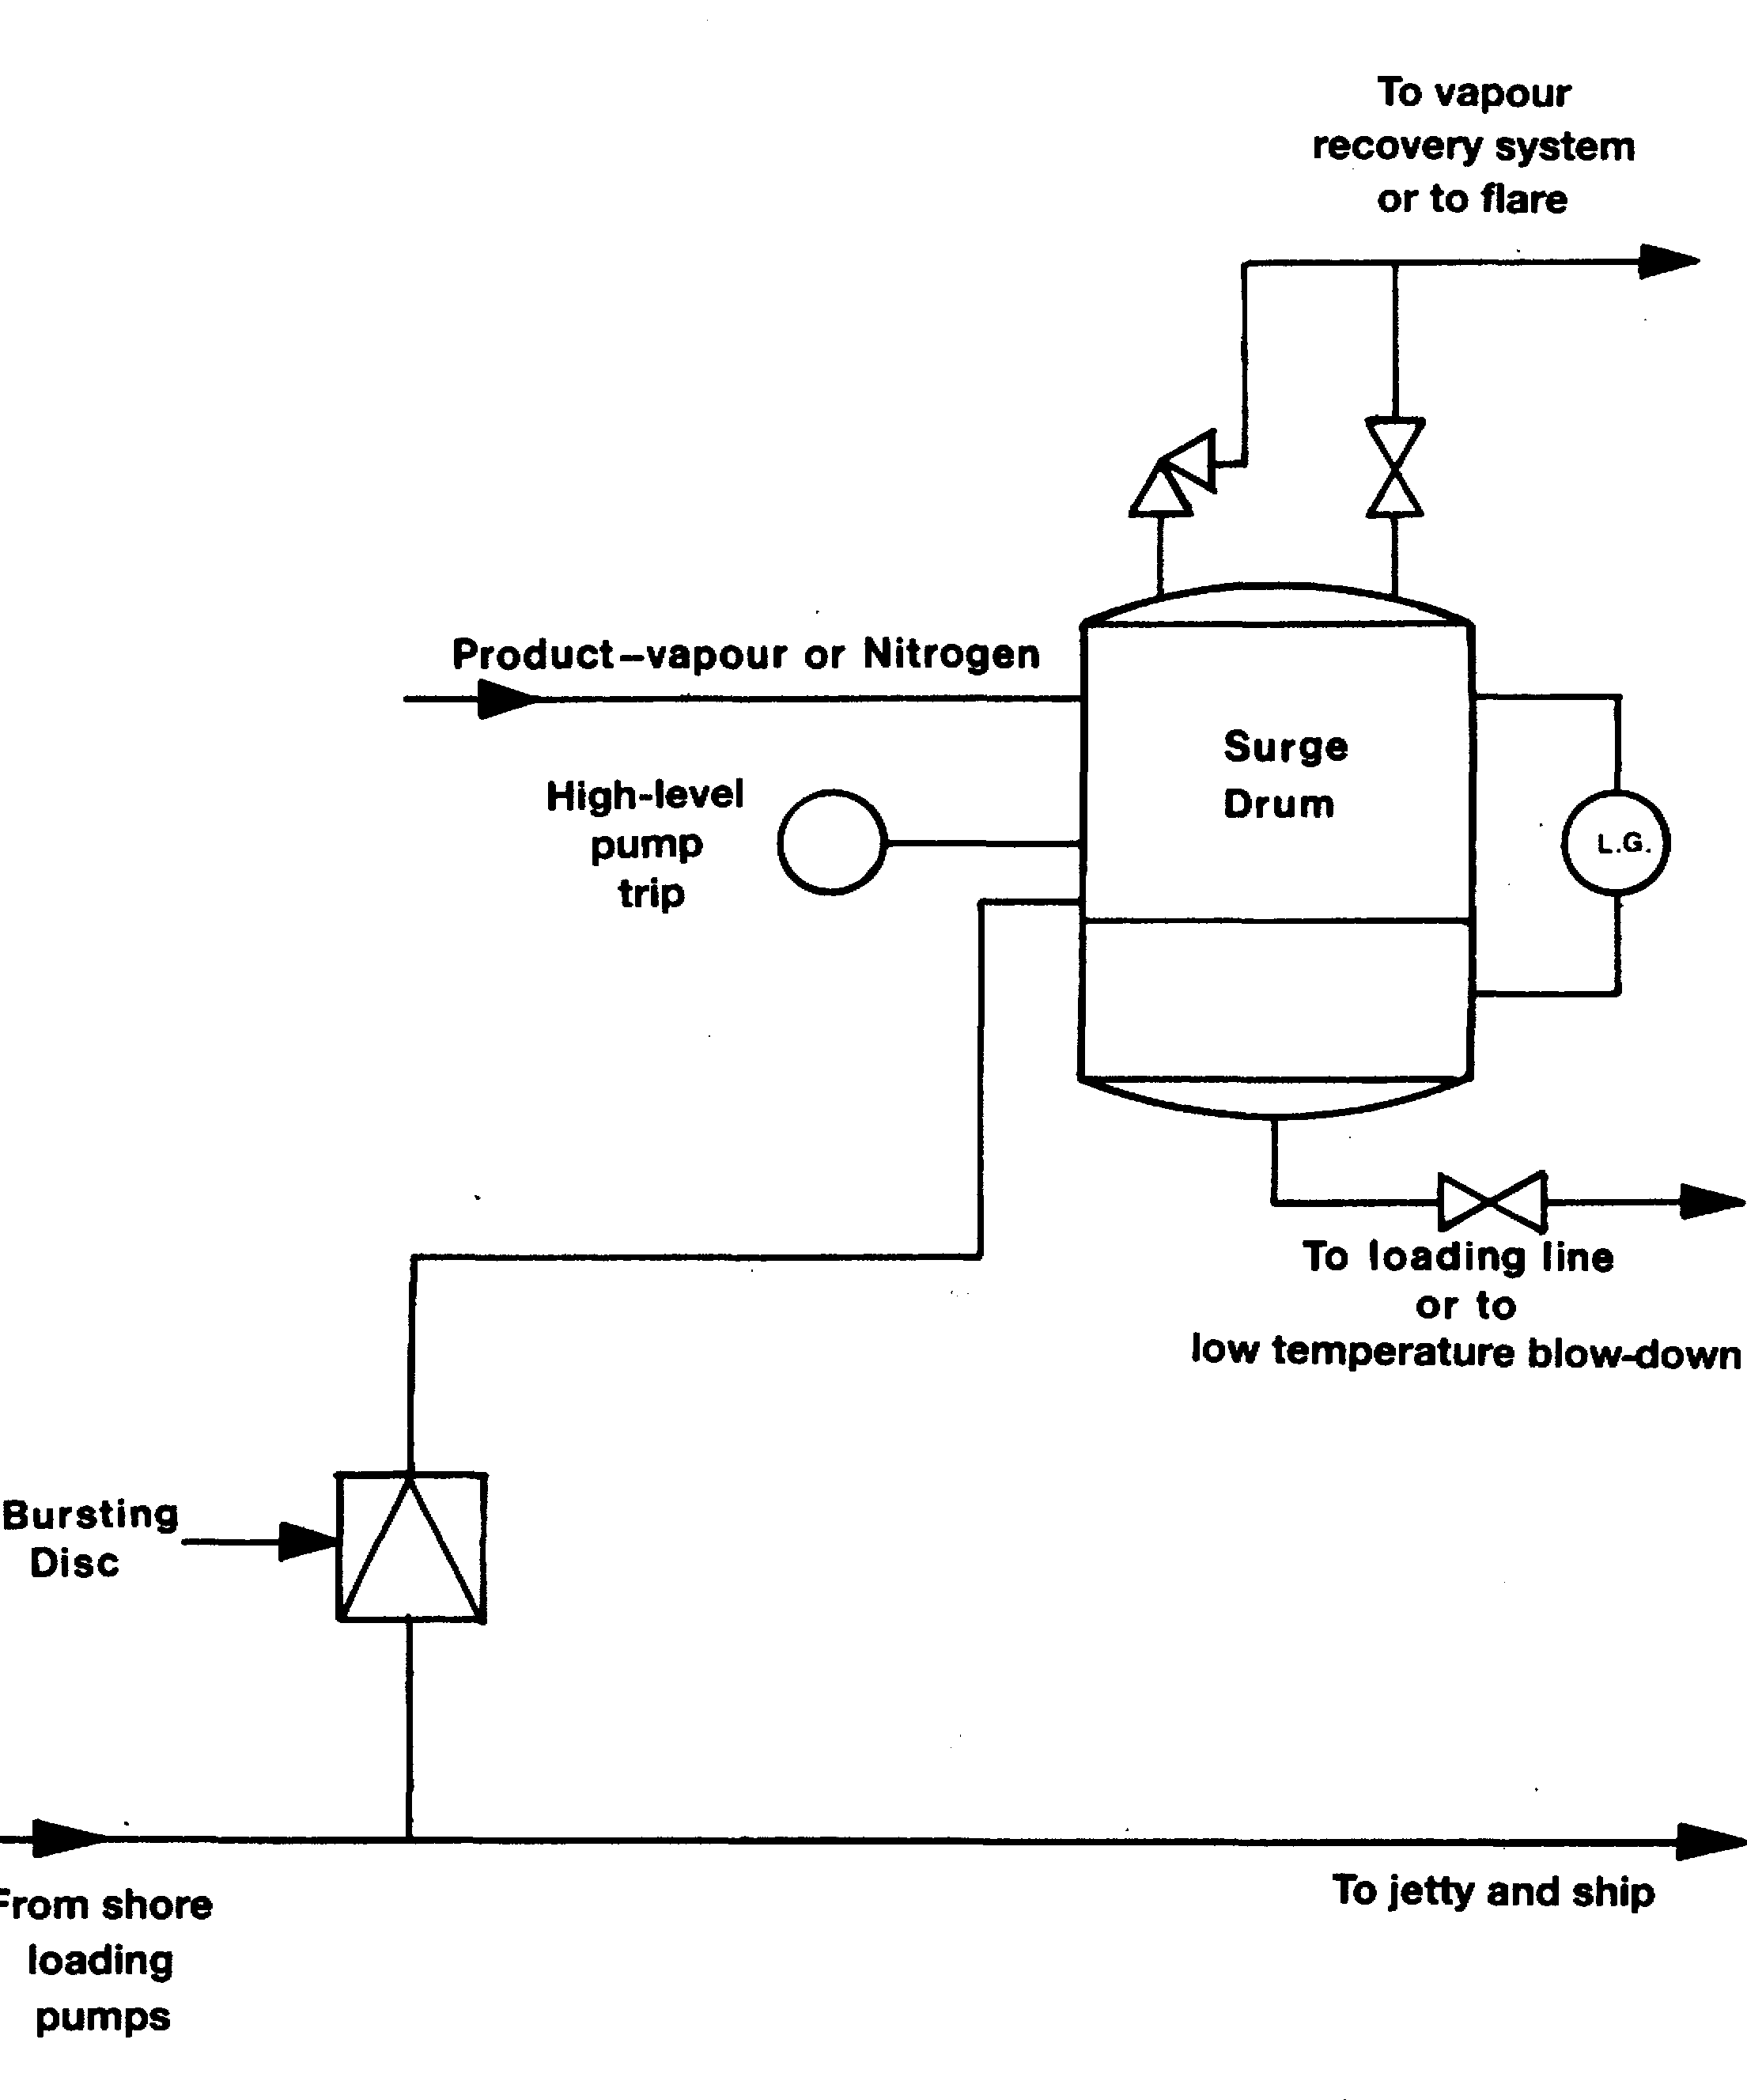 To vapour
recovery system
or to flare
Product–vapour or Nitrogen
Surge
Drum
High-level
pump
trip
L.G.
To loading line
or to
low temperature blow-down
Bursting
Disc
To jetty and ship
From shore
loading
pumps